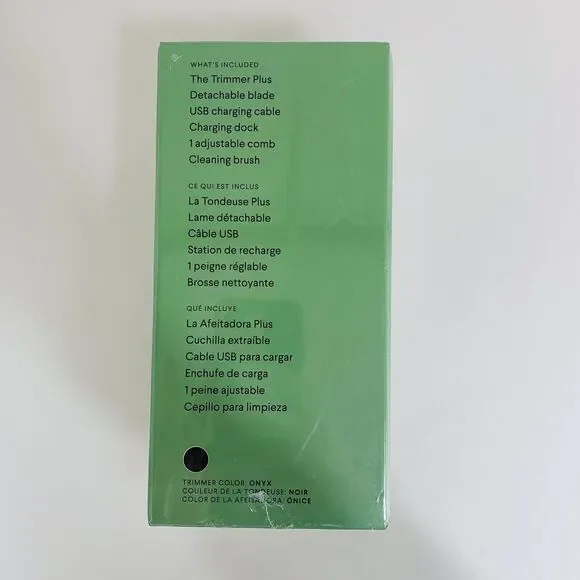 WHAT'S INCLUDED
The Trimmer Plus
Detachable blade
USB charging cable
Charging dock
1 adjustable comb
Cleaning brush
CE QUI EST INCLUS
La Tondeuse Plus
Lame détachable
Câble USB
Station de recharge
1 peigne réglable
Brosse nettoyante
QUÉ INCLUYE
La Afeitadora Plus
Cuchilla extraíble
Cable USB para cargar
Enchufe de carga
1 peine ajustable
Cepillo para limpieza
TRIMMER COLOR: ONYX
COULEUR DE LA TONDEUSE: NOIR
COLOR DE LA AFEITADORA: ÓNICE